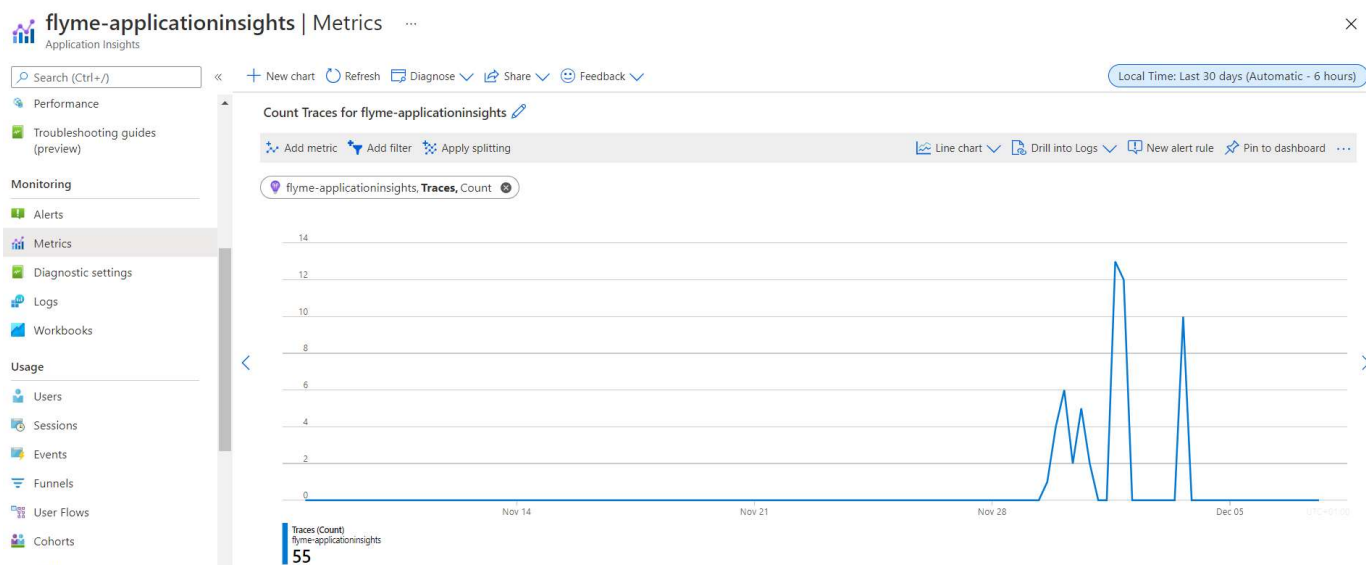 flyme-applicationinsights | Metrics ...
Application Insights
Search (Ctrl+/)
«
Performance
Troubleshooting guides
(preview)
Monitoring
Alerts
Metrics
Diagnostic settings
Logs
Workbooks
Usage
Users
Sessions
Events
Funnels
User Flows
Cohorts
New chart Refresh Diagnose Share Feedback
Local Time: Last 30 days (Automatic - 6 hours)
Count Traces for flyme-applicationinsights
Add metric Add filter Apply splitting Line chart Drill into Logs New alert rule Pin to dashboard ...
flyme-applicationinsights, Traces, Count
14
12
10
8
6
4
2
0
Nov 14 Nov 21 Nov 28 Dec 05
Traces (Count)
flyme-applicationinsights
55